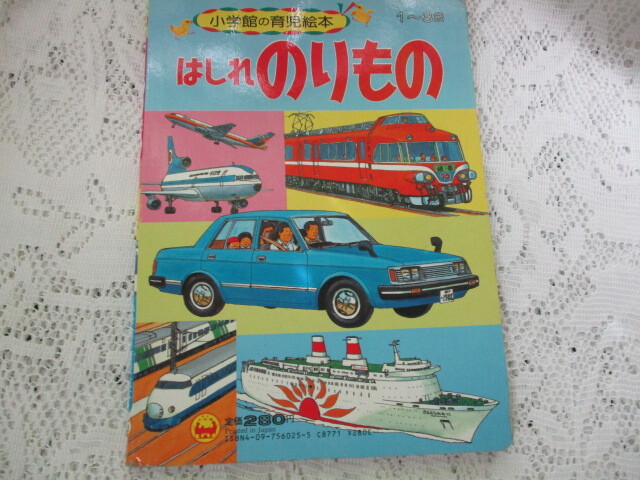 小学館の育児絵本
1〜3歳
はしれ のりもの
定価280円
Printed in Japan
ISBN4-09-756025-5 C8771 ¥280E